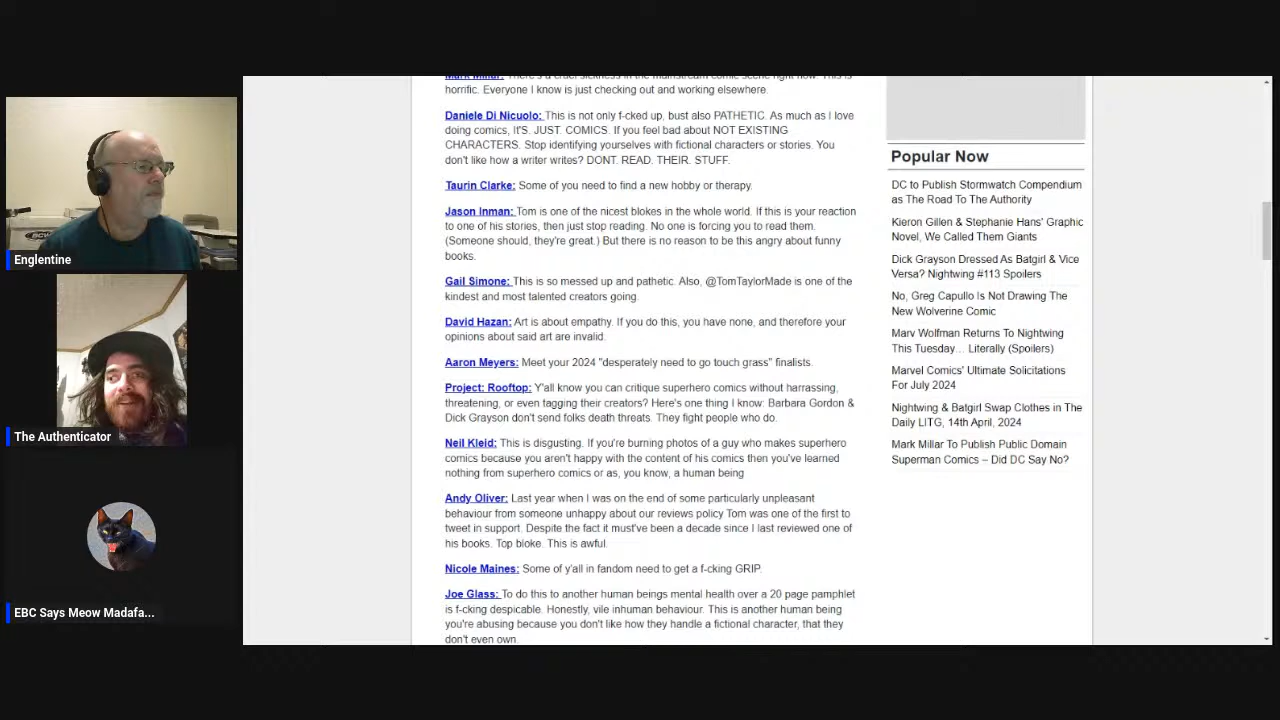 Mark Millar: There's a cruel sickness in the mainstream comic scene right now. This is
horrific. Everyone I know is just checking out and working elsewhere.
Daniele Di Nicuolo: This is not only f-cked up, bust also PATHETIC. As much as I love
doing comics, It'S. JUST. COMICS. If you feel bad about NOT EXISTING
CHARACTERS. Stop identifying yourselves with fictional characters or stories. You
don't like how a writer writes? DONT. READ. THEIR. STUFF.
Taurin Clarke: Some of you need to find a new hobby or therapy.
Jason Inman: Tom is one of the nicest blokes in the whole world. If this is your reaction
to one of his stories, then just stop reading. No one is forcing you to read them.
(Someone should, they're great.) But there is no reason to be this angry about funny
books.
Gail Simone: This is so messed up and pathetic. Also, @TomTaylorMade is one of the
kindest and most talented creators going.
David Hazan: Art is about empathy. If you do this, you have none, and therefore your
opinions about said art are invalid.
Aaron Meyers: Meet your 2024 "desperately need to go touch grass" finalists.
Project: Rooftop: Y'all know you can critique superhero comics without harrassing,
threatening, or even tagging their creators? Here's one thing I know: Barbara Gordon &
Dick Grayson don't send folks death threats. They fight people who do.
Neil Kleid: This is disgusting. If you're burning photos of a guy who makes superhero
comics because you aren't happy with the content of his comics then you've learned
nothing from superhero comics or as, you know, a human being
Andy Oliver: Last year when I was on the end of some particularly unpleasant
behaviour from someone unhappy about our reviews policy Tom was one of the first to
tweet in support. Despite the fact it must've been a decade since I last reviewed one of
his books. Top bloke. This is awful.
Nicole Maines: Some of y'all in fandom need to get a f-cking GRIP.
Joe Glass: To do this to another human beings mental health over a 20 page pamphlet
is f-cking despicable. Honestly, vile inhuman behaviour. This is another human being
you're abusing because you don't like how they handle a fictional character, that they
don't even own.
Popular Now
DC to Publish Stormwatch Compendium
as The Road To The Authority
Kieron Gillen & Stephanie Hans' Graphic
Novel, We Called Them Giants
Dick Grayson Dressed As Batgirl & Vice
Versa? Nightwing #113 Spoilers
No, Greg Capullo Is Not Drawing The
New Wolverine Comic
Marv Wolfman Returns To Nightwing
This Tuesday… Literally (Spoilers)
Marvel Comics' Ultimate Solicitations
For July 2024
Nightwing & Batgirl Swap Clothes in The
Daily LITG, 14th April, 2024
Mark Millar To Publish Public Domain
Superman Comics – Did DC Say No?
Englentine
The Authenticator
EBC Says Meow Madafa...